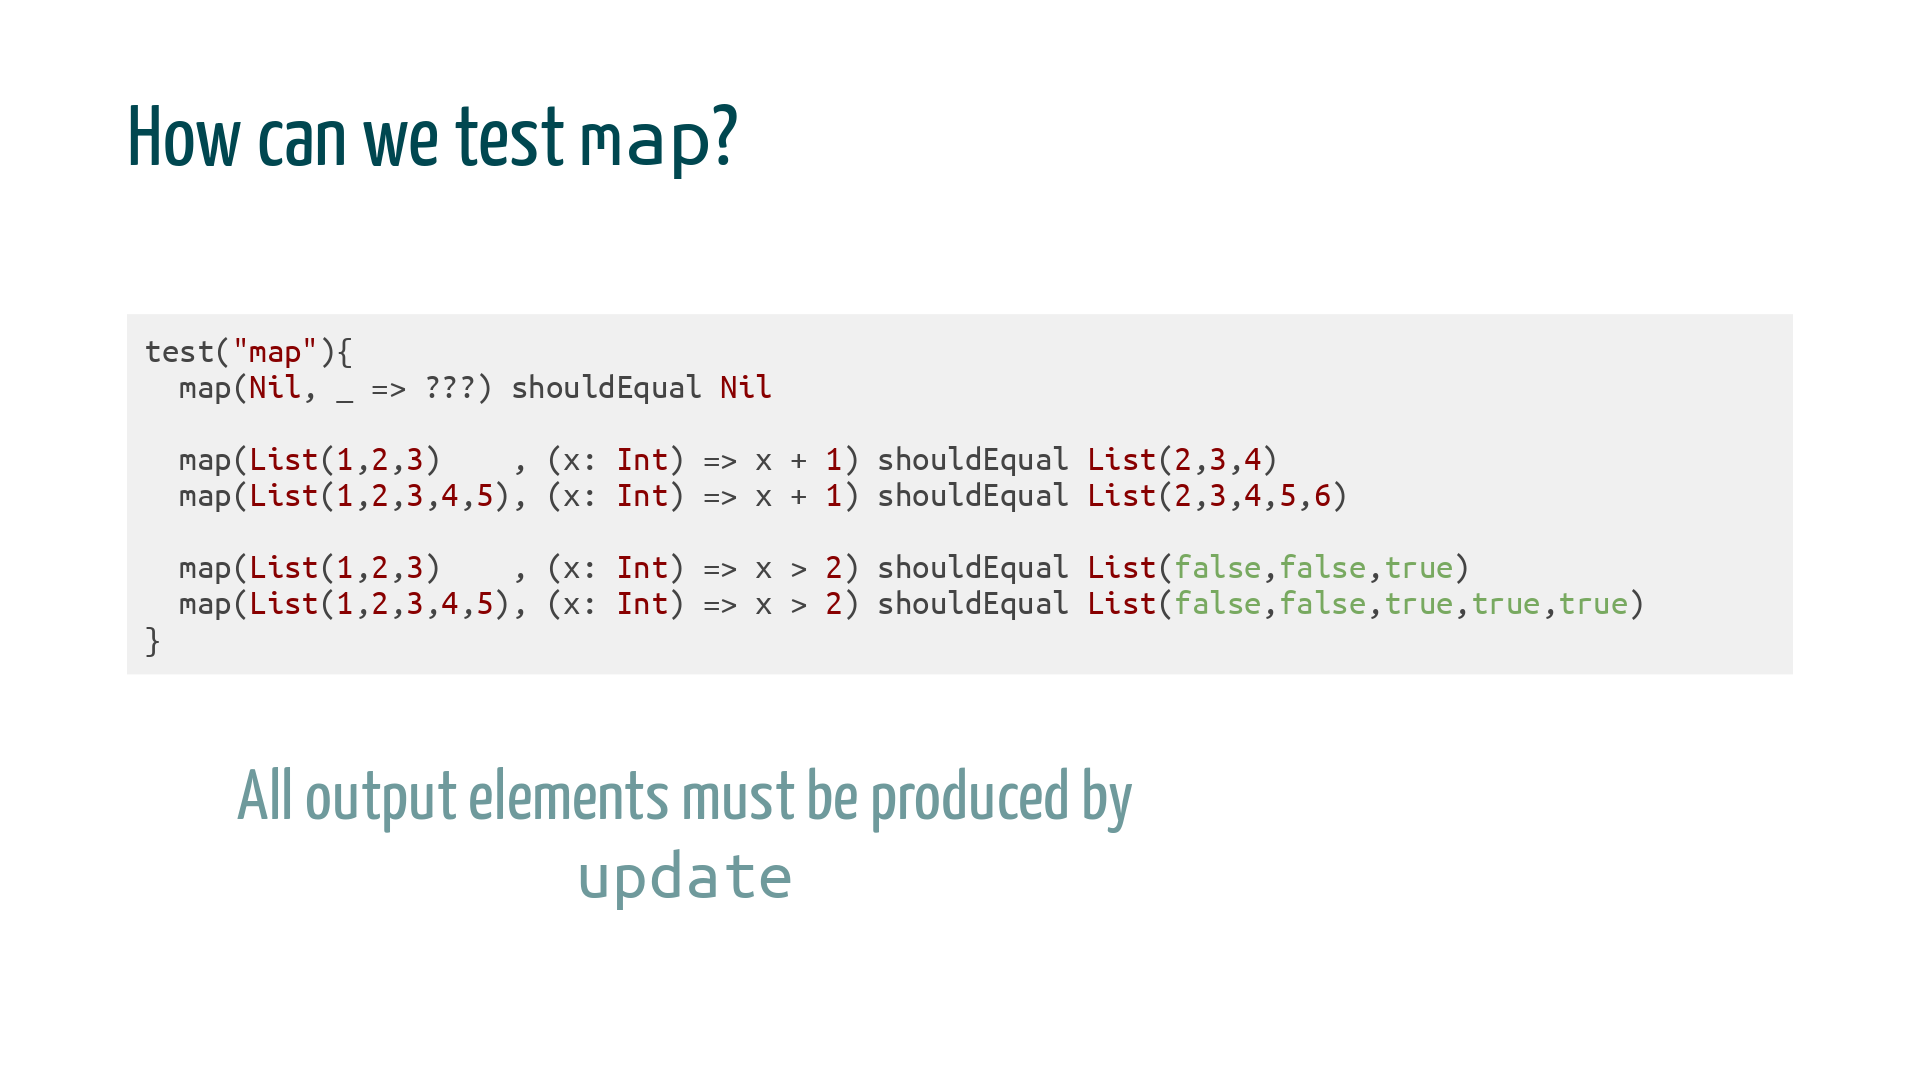 How can we test map?
test("map"){
  map(Nil, _ => ???) shouldEqual Nil

  map(List(1,2,3)    , (x: Int) => x + 1) shouldEqual List(2,3,4)
  map(List(1,2,3,4,5), (x: Int) => x + 1) shouldEqual List(2,3,4,5,6)

  map(List(1,2,3)    , (x: Int) => x > 2) shouldEqual List(false,false,true)
  map(List(1,2,3,4,5), (x: Int) => x > 2) shouldEqual List(false,false,true,true,true)
}
All output elements must be produced by
update